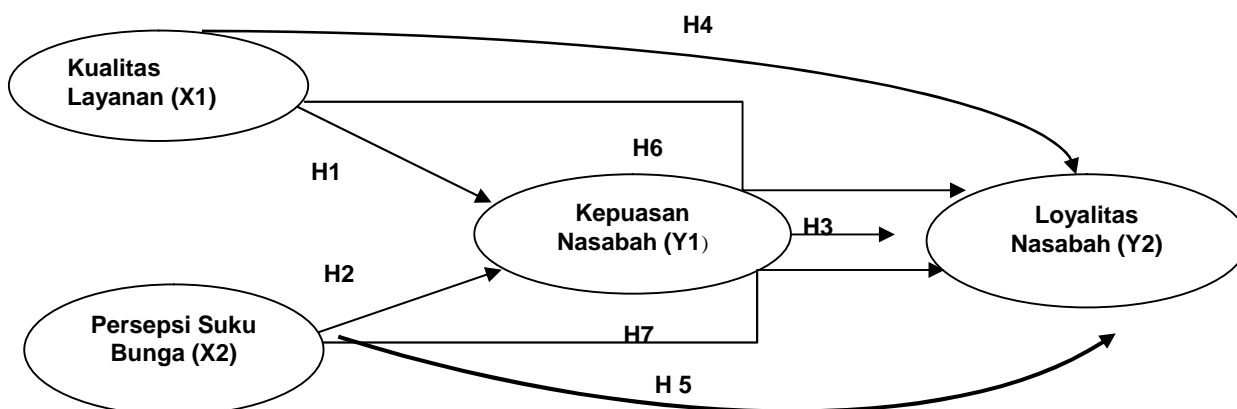 H4
Kualitas
Layanan (X1)
H6
H1
Kepuasan
Nasabah (Y1)
H3
Loyalitas
Nasabah (Y2)
H2
Persepsi Suku
Bunga (X2)
H7
H 5